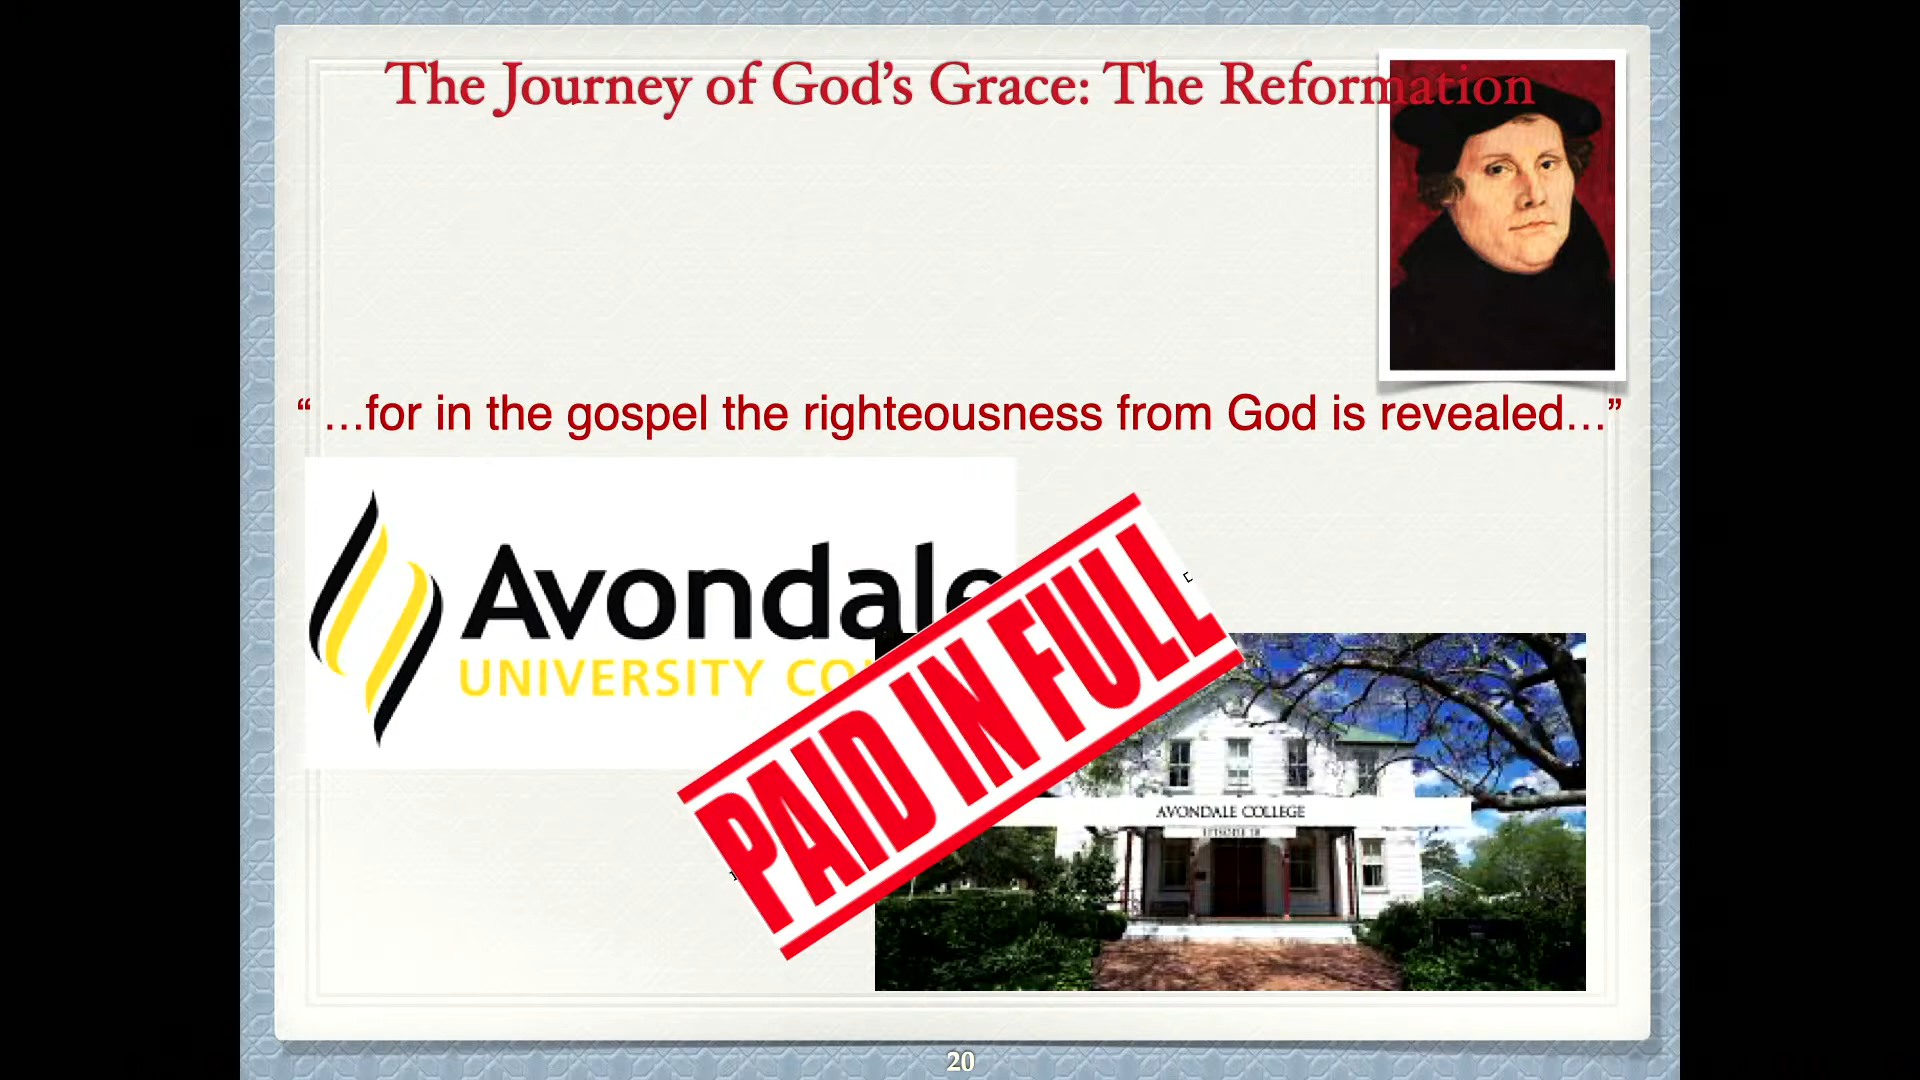 The Journey of God’s Grace: The Reformation
“ …for in the gospel the righteousness from God is revealed…”
Avondale
UNIVERSITY CO
PAID IN FULL
AVONDALE COLLEGE
20